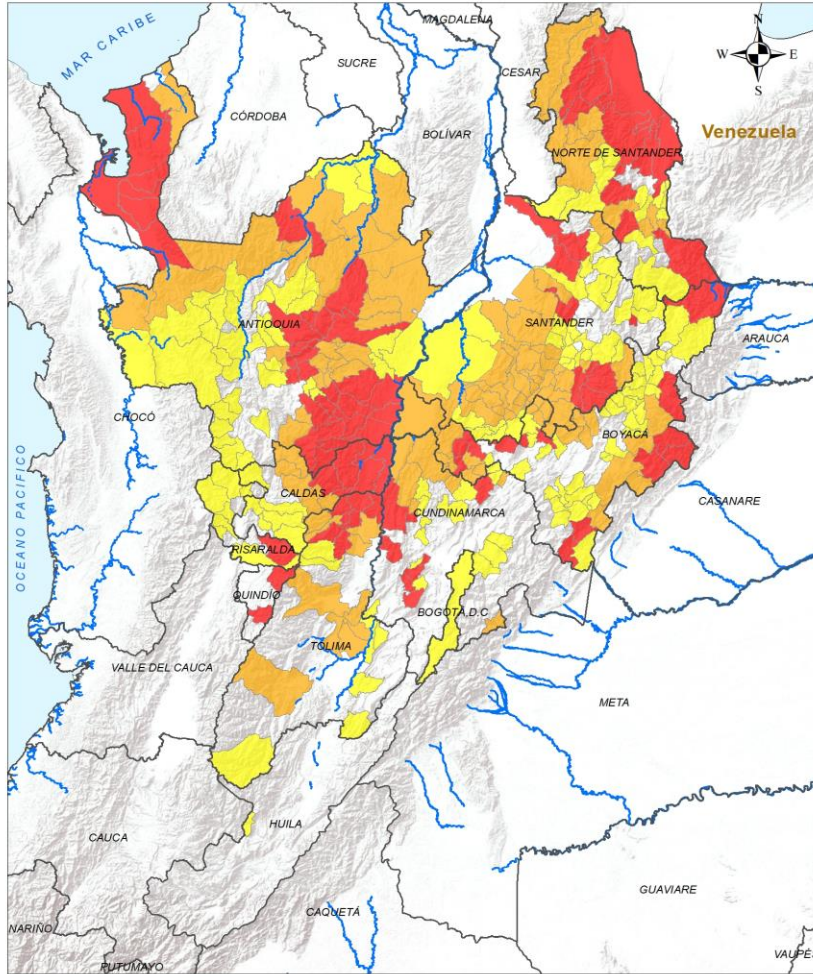 MAGDALENA
N
W E
S
MAR CARIBE
SUCRE
CESAR
CÓRDOBA
BOLÍVAR
Venezuela
NORTE DE SANTANDER
ANTIOQUIA
SANTANDER
ARAUCA
CHOCÓ
BOYACÁ
OCEANO PACIFICO
CALDAS
CUNDINAMARCA
CASANARE
RISARALDA
QUINDÍO
BOGOTÁ,D.C
TOLIMA
VALLE DEL CAUCA
META
CAUCA
HUILA
GUAVIARE
CAQUETÁ
NARIÑO
PUTUMAYO
VAUPÉS